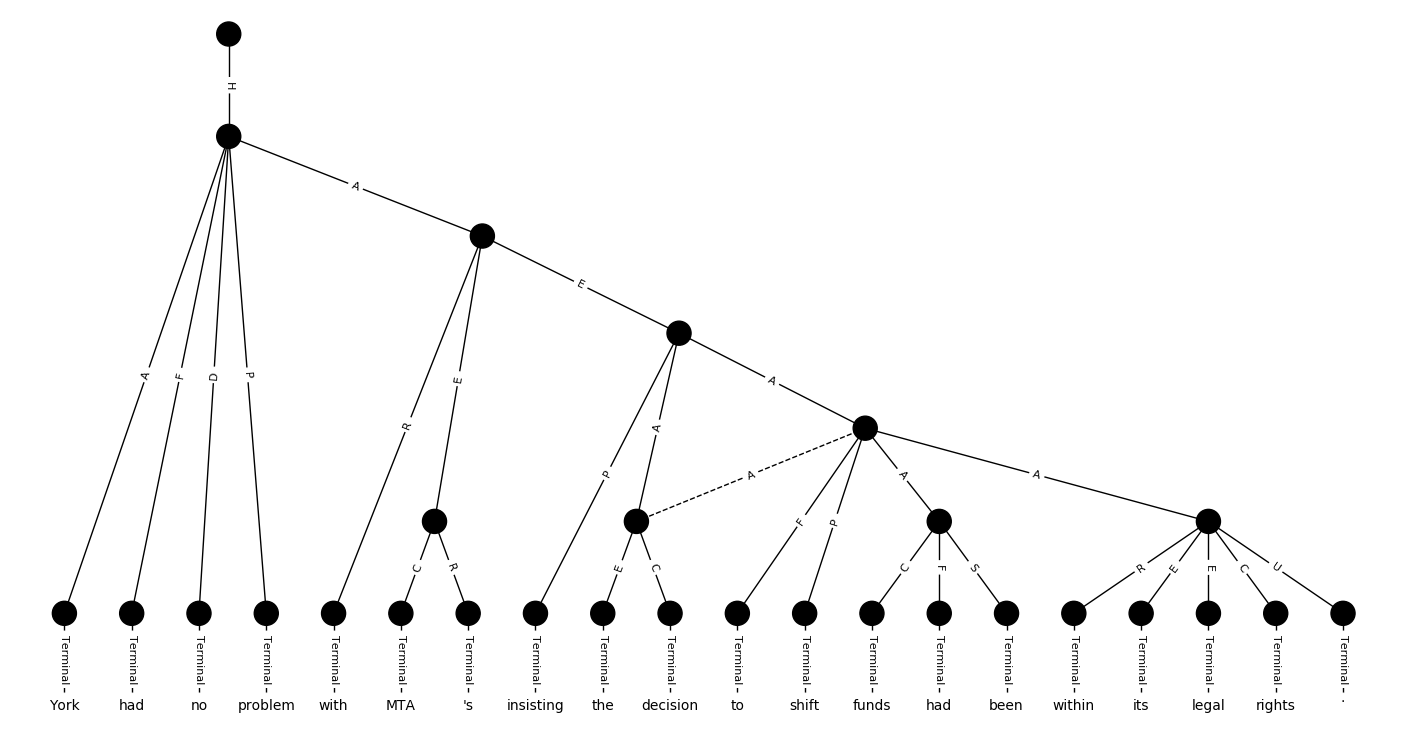 H
A
A F D P E
R E A
P A A A A
F P
C R E C C F S R E E C U
Terminal Terminal Terminal Terminal Terminal Terminal Terminal Terminal Terminal Terminal Terminal Terminal Terminal Terminal Terminal Terminal Terminal Terminal Terminal Terminal
York had no problem with MTA 's insisting the decision to shift funds had been within its legal rights .